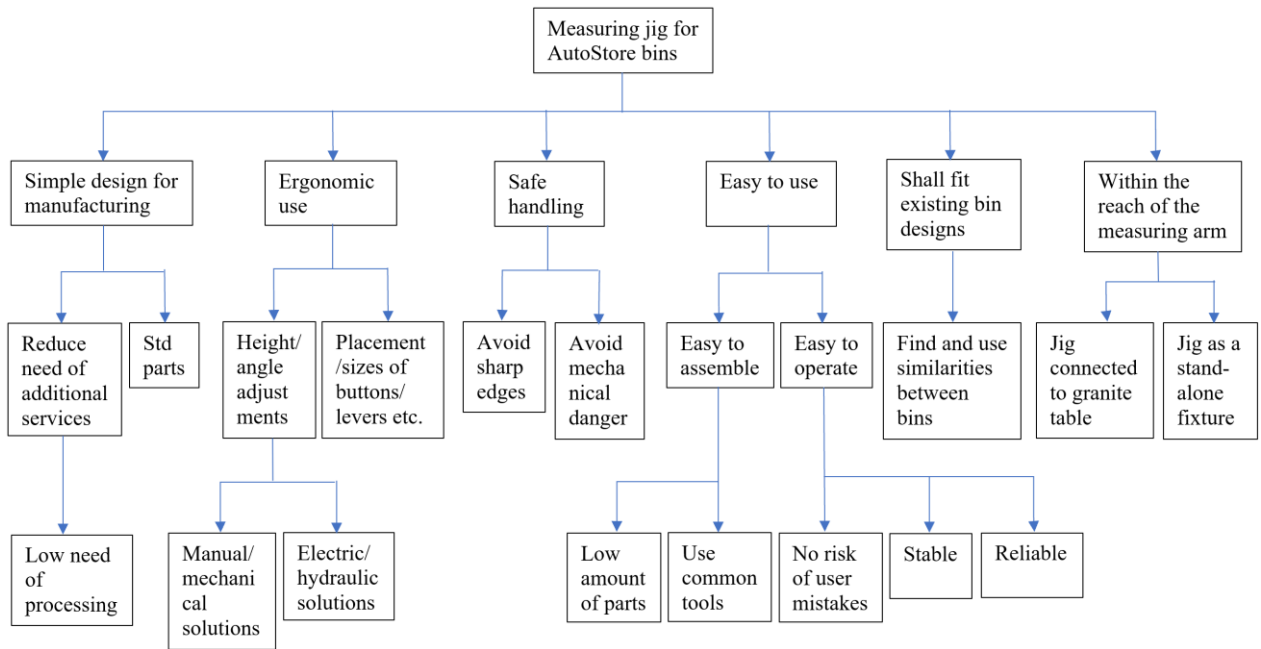 Measuring jig for
AutoStore bins
Simple design for
manufacturing
Ergonomic
use
Safe
handling
Easy to use
Shall fit
existing bin
designs
Within the
reach of the
measuring arm
Reduce
need of
additional
services
Std
parts
Height/
angle
adjust
ments
Placement
/sizes of
buttons/
levers etc.
Avoid
sharp
edges
Avoid
mecha
nical
danger
Easy to
assemble
Easy to
operate
Find and use
similarities
between
bins
Jig
connected
to granite
table
Jig as a
stand-
alone
fixture
Low need
of
processing
Manual/
mechani
cal
solutions
Electric/
hydraulic
solutions
Low
amount
of parts
Use
common
tools
No risk
of user
mistakes
Stable
Reliable